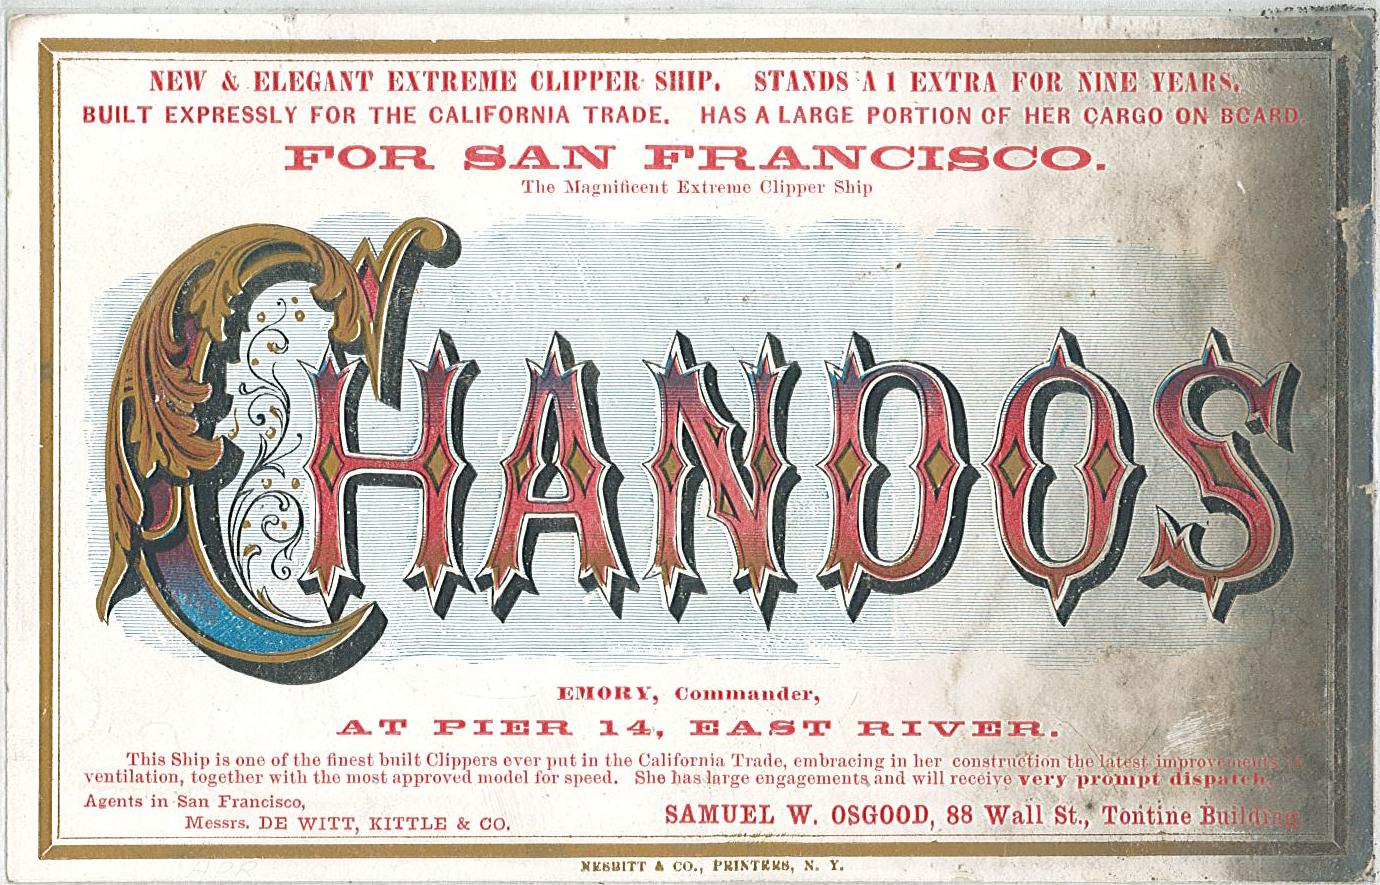 NEW & ELEGANT EXTREME CLIPPER SHIP. STANDS A 1 EXTRA FOR NINE YEARS.
BUILT EXPRESSLY FOR THE CALIFORNIA TRADE. HAS A LARGE PORTION OF HER CARGO ON BOARD.
FOR SAN FRANCISCO.
The Magnificent Extreme Clipper Ship
CHANDOS
EMORY, Commander,
AT PIER 14, EAST RIVER.
This Ship is one of the finest built Clippers ever put in the California Trade, embracing in her construction the latest improvements in
ventilation, together with the most approved model for speed. She has large engagements and will receive very prompt dispatch.
Agents in San Francisco,
Messrs. DE WITT, KITTLE & CO.
SAMUEL W. OSGOOD, 88 Wall St., Tontine Building.
NESBITT & CO., PRINTERS, N. Y.